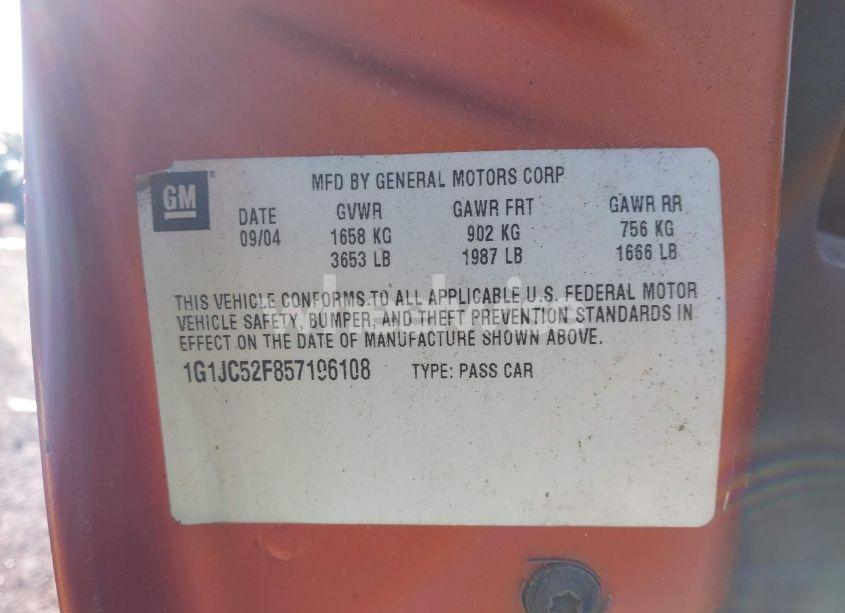 GM ®
MFD BY GENERAL MOTORS CORP
DATE GVWR GAWR FRT GAWR RR
09/04 1658 KG 902 KG 756 KG
3653 LB 1987 LB 1666 LB
THIS VEHICLE CONFORMS TO ALL APPLICABLE U.S. FEDERAL MOTOR
VEHICLE SAFETY, BUMPER, AND THEFT PREVENTION STANDARDS IN
EFFECT ON THE DATE OF MANUFACTURE SHOWN ABOVE.
1G1JC52F857196108 TYPE: PASS CAR